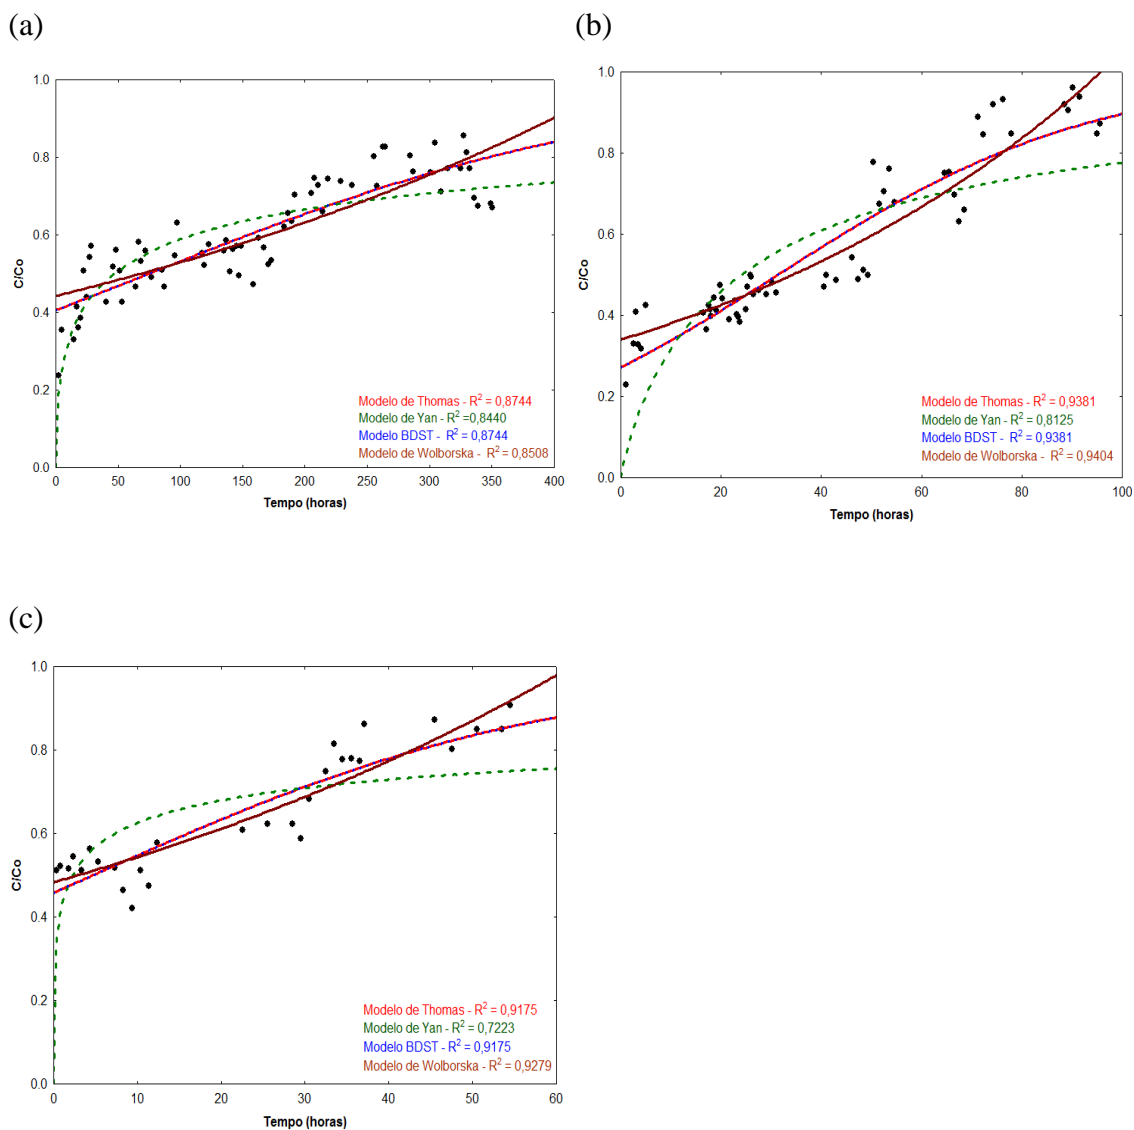 (a)
1.0
0.8
0.6
0.4
0.2
0.0
C/Co
Modelo de Thomas - R² = 0,8744
Modelo de Yan - R² =0,8440
Modelo BDST - R² = 0,8744
Modelo de Wolborska - R² = 0,8508
0 50 100 150 200 250 300 350 400
Tempo (horas)
(b)
1.0
0.8
0.6
0.4
0.2
0.0
C/Co
Modelo de Thomas - R² = 0,9381
Modelo de Yan - R² = 0,8125
Modelo BDST - R² = 0,9381
Modelo de Wolborska - R² = 0,9404
0 20 40 60 80 100
Tempo (horas)
(c)
1.0
0.8
0.6
0.4
0.2
0.0
C/Co
Modelo de Thomas - R² = 0,9175
Modelo de Yan - R² = 0,7223
Modelo BDST - R² = 0,9175
Modelo de Wolborska - R² = 0,9279
0 10 20 30 40 50 60
Tempo (horas)